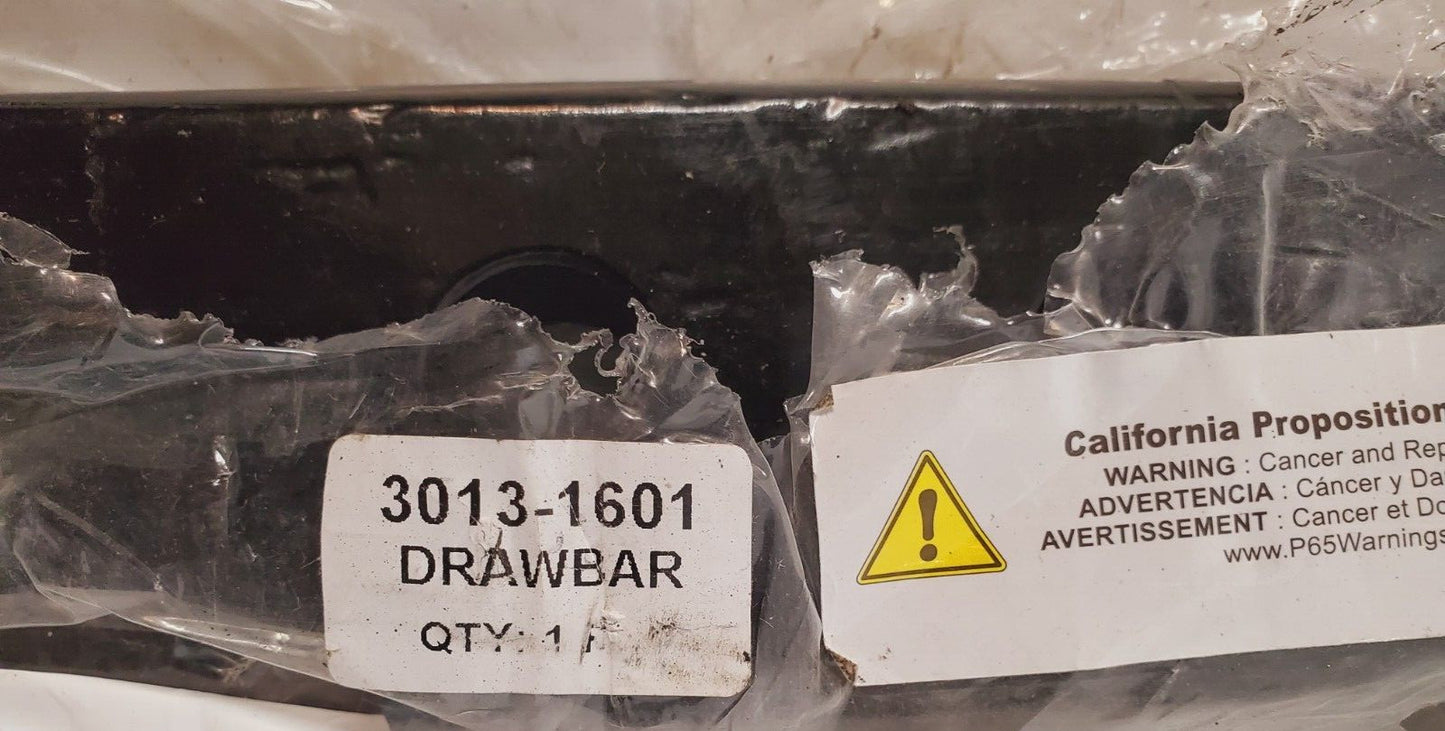 3013-1601
DRAWBAR
QTY: 1
California Proposition
WARNING : Cancer and Rep
ADVERTENCIA : Cáncer y Da
AVERTISSEMENT : Cancer et Do
www.P65Warnings